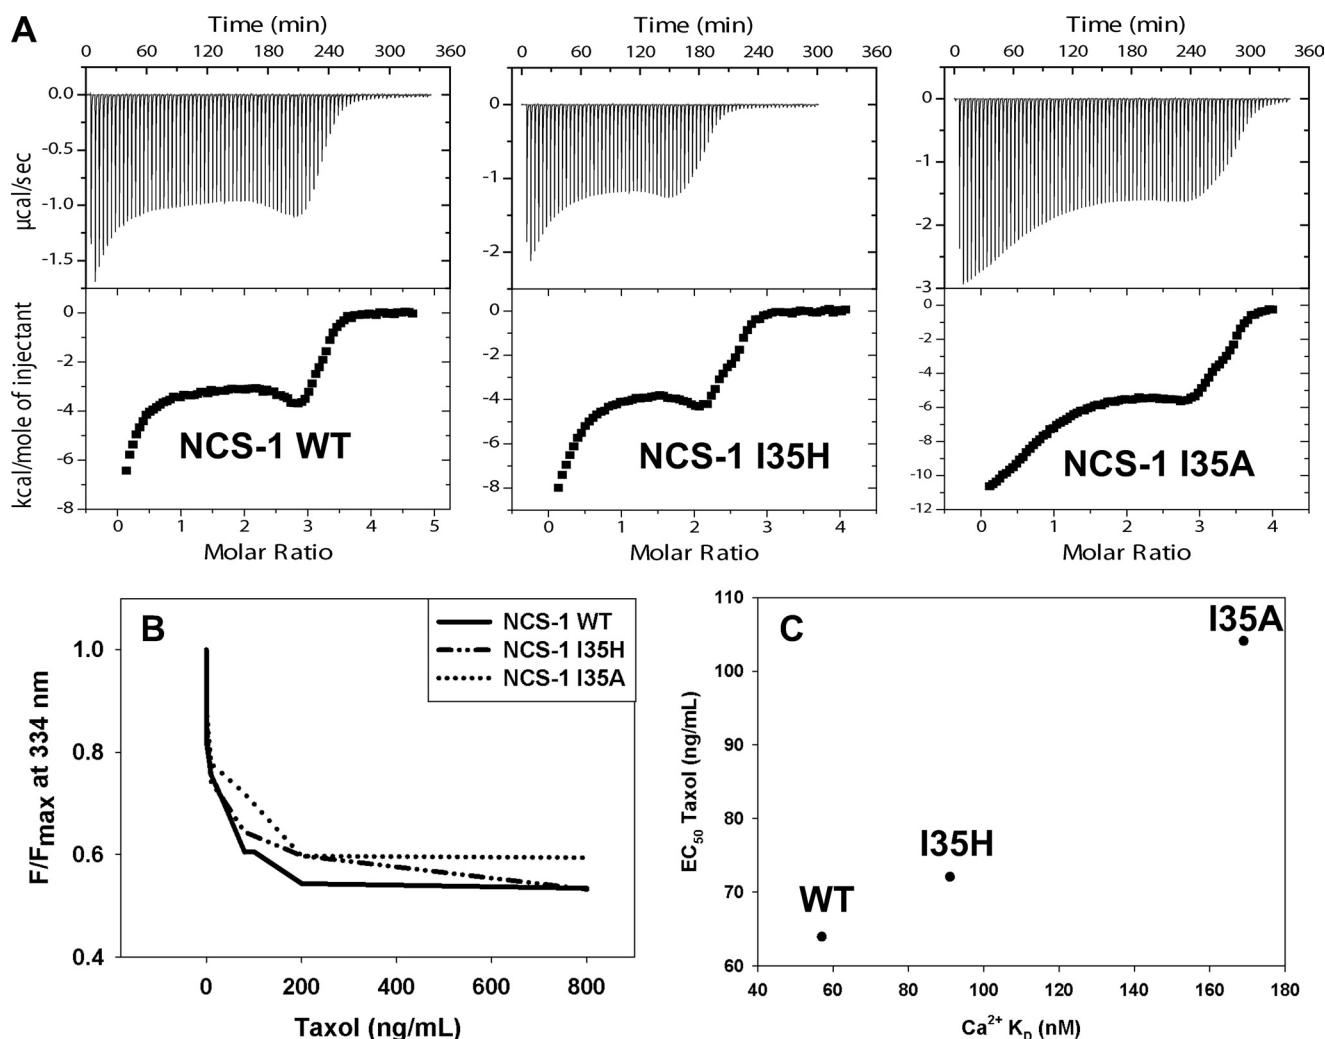 A
Time (min)
0 60 120 180 240 300 360
0.0
-0.5
-1.0
-1.5
µcal/sec
0
-2
-4
-6
-8
kcal/mole of injectant
NCS-1 WT
0 1 2 3 4 5
Molar Ratio
Time (min)
0 60 120 180 240 300 360
0
-1
-2
0
-2
-4
-6
-8
NCS-1 I35H
0 1 2 3 4
Molar Ratio
Time (min)
0 60 120 180 240 300 360
0
-1
-2
-3
0
-2
-4
-6
-8
-10
-12
NCS-1 I35A
0 1 2 3 4
Molar Ratio
B
NCS-1 WT
NCS-1 I35H
NCS-1 I35A
1.0
0.8
0.6
0.4
F/Fmax at 334 nm
0 200 400 600 800
Taxol (ng/mL)
C
110
100
90
80
70
60
EC50 Taxol (ng/mL)
I35A
I35H
WT
40 60 80 100 120 140 160 180
Ca2+ KD (nM)